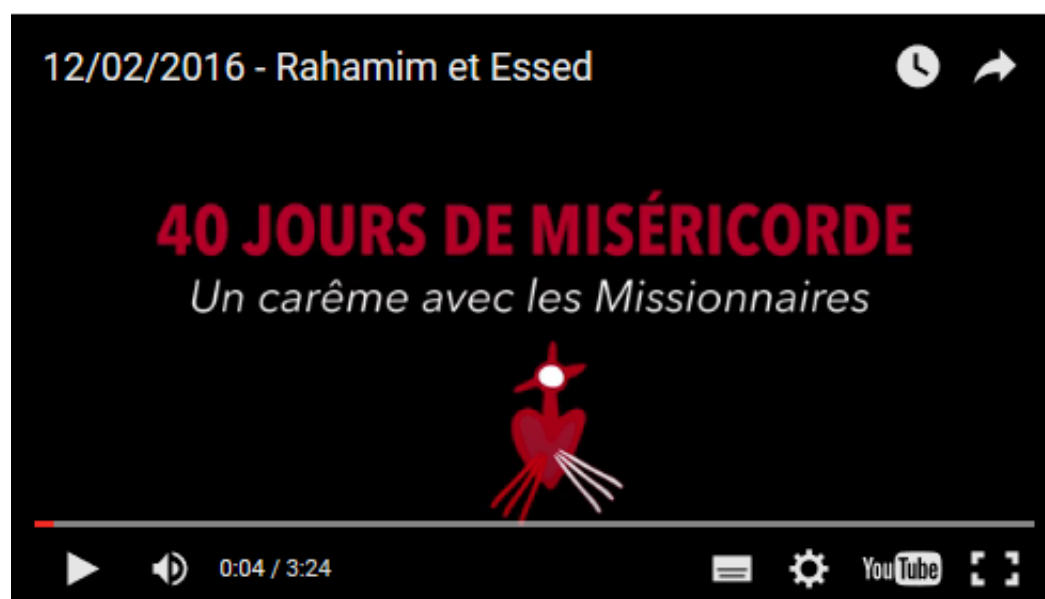 12/02/2016 - Rahamim et Essed
40 JOURS DE MISÉRICORDE
Un carême avec les Missionnaires
0:04 / 3:24
YouTube